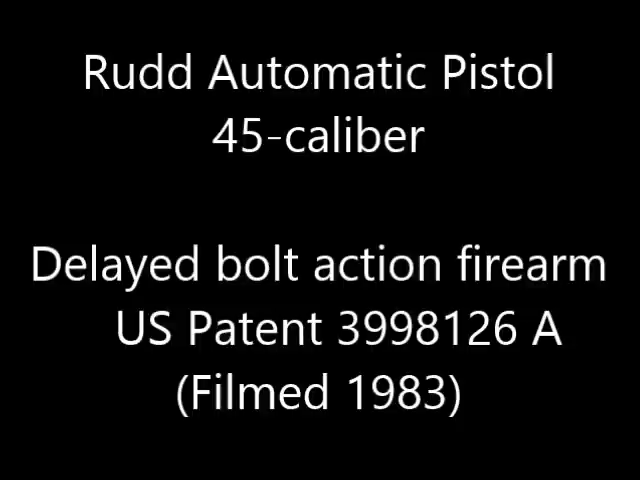 Rudd Automatic Pistol
45-caliber
Delayed bolt action firearm
US Patent 3998126 A
(Filmed 1983)